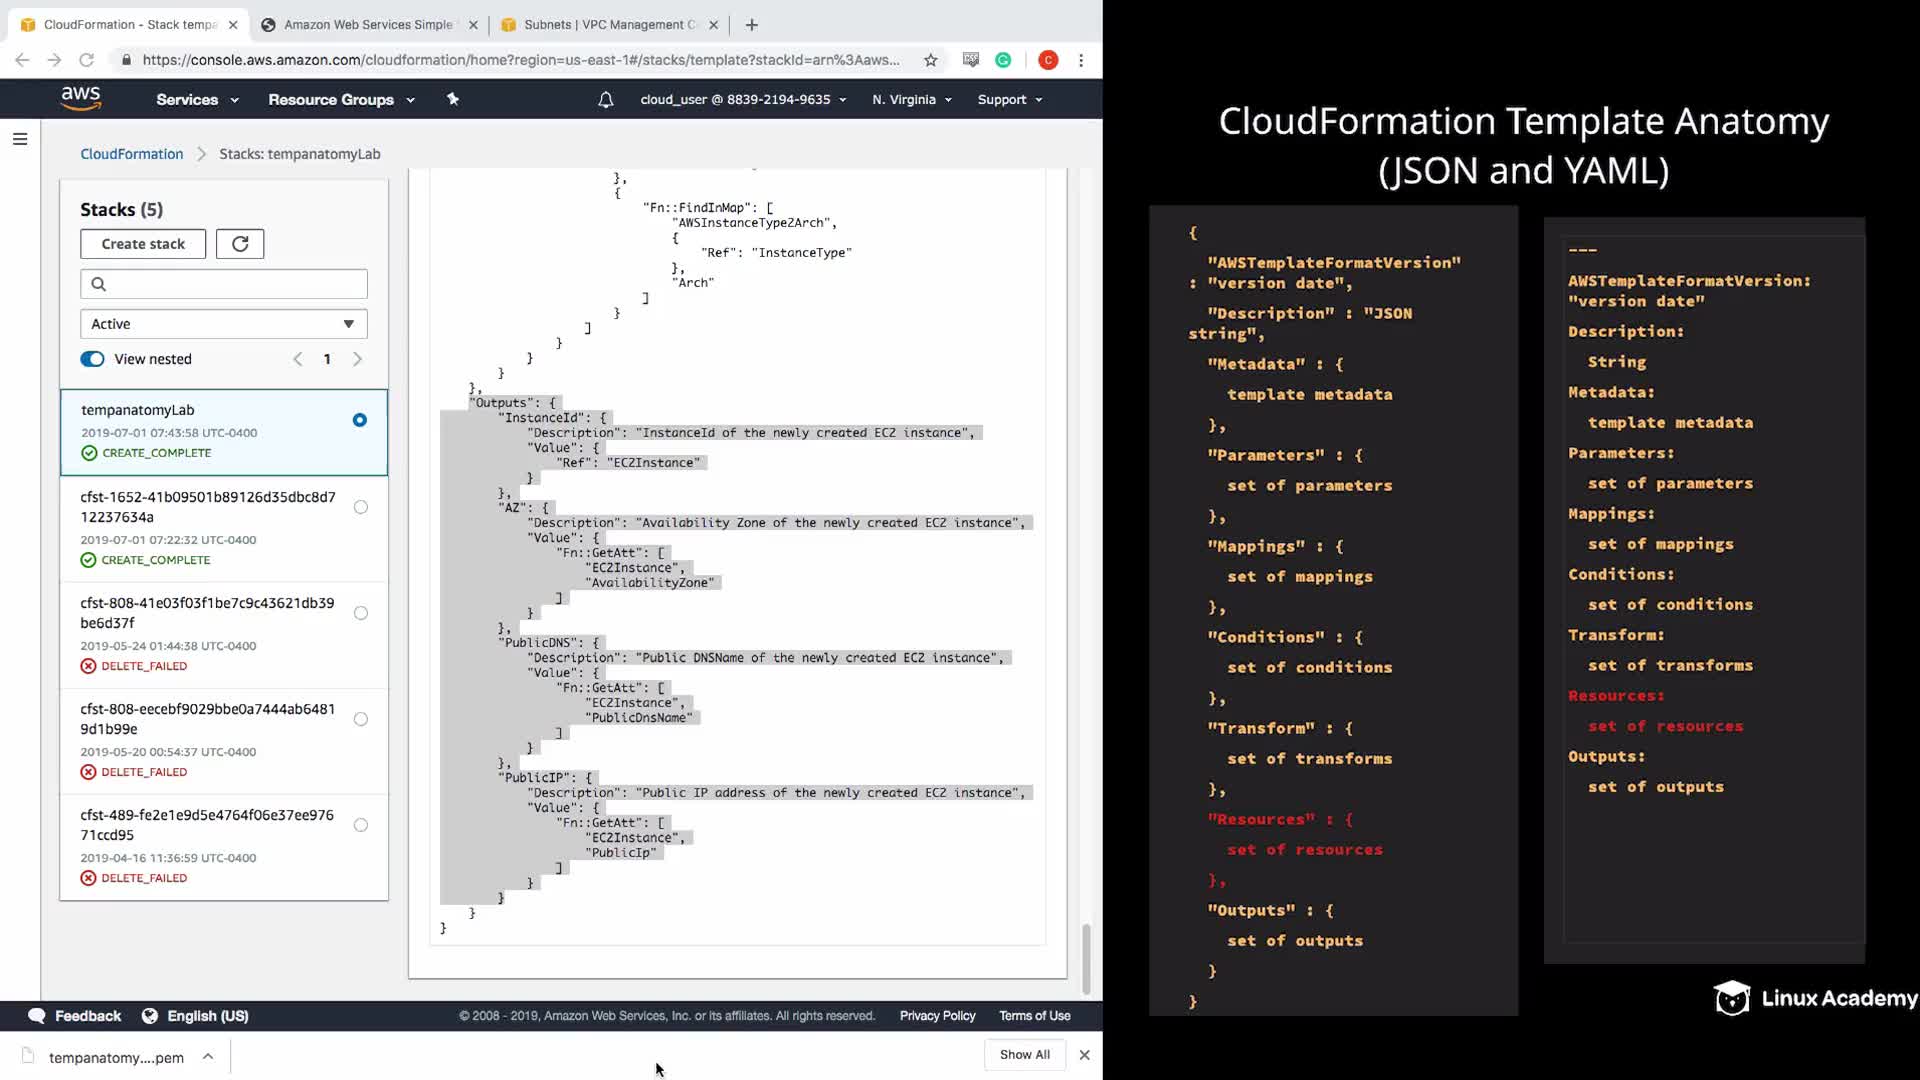 CloudFormation - Stack tempa
Amazon Web Services Simple
Subnets | VPC Management C
https://console.aws.amazon.com/cloudformation/home?region=us-east-1#/stacks/template?stackId=arn%3Aaws...
C
aws
Services
Resource Groups
cloud_user @ 8839-2194-9635
N. Virginia
Support
CloudFormation
Stacks: tempanatomyLab
Stacks (5)
Create stack
Active
View nested
1
tempanatomyLab
2019-07-01 07:43:58 UTC-0400
CREATE_COMPLETE
cfst-1652-41b09501b89126d35dbc8d7
12237634a
2019-07-01 07:22:32 UTC-0400
CREATE_COMPLETE
cfst-808-41e03f03f1be7c9c43621db39
be6d37f
2019-05-24 01:44:38 UTC-0400
DELETE_FAILED
cfst-808-eecebf9029bbe0a7444ab6481
9d1b99e
2019-05-20 00:54:37 UTC-0400
DELETE_FAILED
cfst-489-fe2e1e9d5e4764f06e37ee976
71ccd95
2019-04-16 11:36:59 UTC-0400
DELETE_FAILED
},
{
"Fn::FindInMap": [
"AWSInstanceType2Arch",
{
"Ref": "InstanceType"
},
"Arch"
]
}
]
}
}
}
},
"Outputs": {
"InstanceId": {
"Description": "InstanceId of the newly created EC2 instance",
"Value": {
"Ref": "EC2Instance"
}
},
"AZ": {
"Description": "Availability Zone of the newly created EC2 instance",
"Value": {
"Fn::GetAtt": [
"EC2Instance",
"AvailabilityZone"
]
}
},
"PublicDNS": {
"Description": "Public DNSName of the newly created EC2 instance",
"Value": {
"Fn::GetAtt": [
"EC2Instance",
"PublicDnsName"
]
}
},
"PublicIP": {
"Description": "Public IP address of the newly created EC2 instance",
"Value": {
"Fn::GetAtt": [
"EC2Instance",
"PublicIp"
]
}
}
}
}
Feedback
English (US)
© 2008 - 2019, Amazon Web Services, Inc. or its affiliates. All rights reserved.
Privacy Policy
Terms of Use
tempanatomy....pem
Show All
CloudFormation Template Anatomy
(JSON and YAML)
{
"AWSTemplateFormatVersion"
: "version date",
"Description" : "JSON
string",
"Metadata" : {
template metadata
},
"Parameters" : {
set of parameters
},
"Mappings" : {
set of mappings
},
"Conditions" : {
set of conditions
},
"Transform" : {
set of transforms
},
"Resources" : {
set of resources
},
"Outputs" : {
set of outputs
}
}
---
AWSTemplateFormatVersion:
"version date"
Description:
String
Metadata:
template metadata
Parameters:
set of parameters
Mappings:
set of mappings
Conditions:
set of conditions
Transform:
set of transforms
Resources:
set of resources
Outputs:
set of outputs
Linux Academy